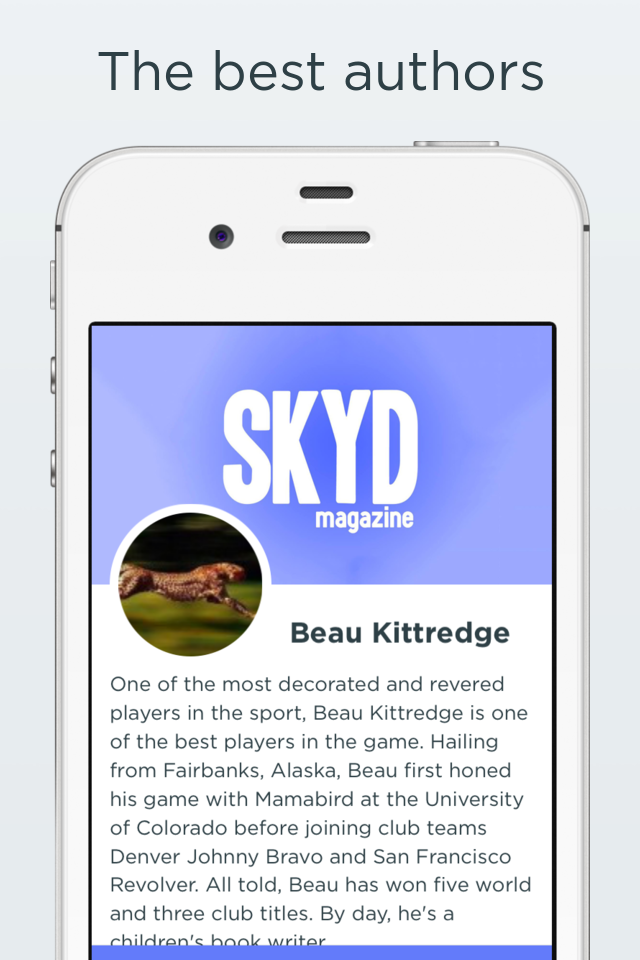 The best authors
SKYD
magazine
Beau Kittredge
One of the most decorated and revered
players in the sport, Beau Kittredge is one
of the best players in the game. Hailing
from Fairbanks, Alaska, Beau first honed
his game with Mamabird at the University
of Colorado before joining club teams
Denver Johnny Bravo and San Francisco
Revolver. All told, Beau has won five world
and three club titles. By day, he's a
children's book writer